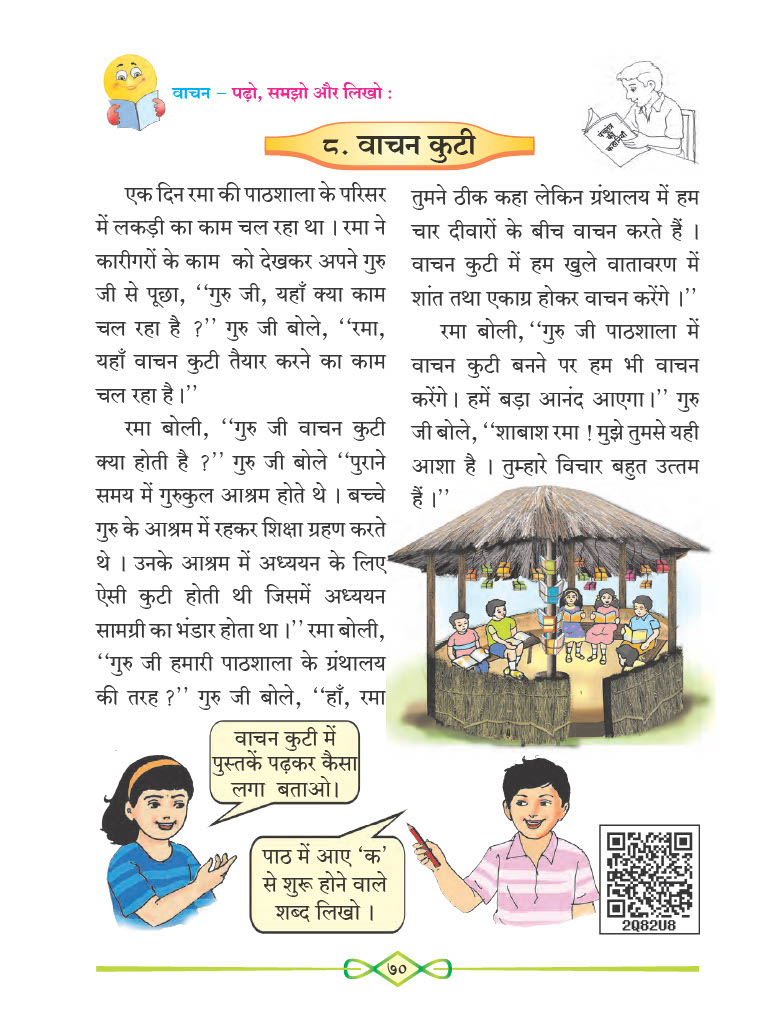 वाचन – पढ़ो, समझो और लिखो :
पंचतंत्र
की
कहानियाँ
८. वाचन कुटी
एक दिन रमा की पाठशाला के परिसर
में लकड़ी का काम चल रहा था । रमा ने
कारीगरों के काम को देखकर अपने गुरु
जी से पूछा, ‘‘गुरु जी, यहाँ क्या काम
चल रहा है ?’’ गुरु जी बोले, ‘‘रमा,
यहाँ वाचन कुटी तैयार करने का काम
चल रहा है।’’
रमा बोली, ‘‘गुरु जी वाचन कुटी
क्या होती है ?’’ गुरु जी बोले ‘‘पुराने
समय में गुरुकुल आश्रम होते थे । बच्चे
गुरु के आश्रम में रहकर शिक्षा ग्रहण करते
थे । उनके आश्रम में अध्ययन के लिए
ऐसी कुटी होती थी जिसमें अध्ययन
सामग्री का भंडार होता था।’’ रमा बोली,
‘‘गुरु जी हमारी पाठशाला के ग्रंथालय
की तरह ?’’ गुरु जी बोले, ‘‘हाँ, रमा
तुमने ठीक कहा लेकिन ग्रंथालय में हम
चार दीवारों के बीच वाचन करते हैं ।
वाचन कुटी में हम खुले वातावरण में
शांत तथा एकाग्र होकर वाचन करेंगे ।’’
रमा बोली, ‘‘गुरु जी पाठशाला में
वाचन कुटी बनने पर हम भी वाचन
करेंगे। हमें बड़ा आनंद आएगा।’’ गुरु
जी बोले, ‘‘शाबाश रमा ! मुझे तुमसे यही
आशा है । तुम्हारे विचार बहुत उत्तम
हैं ।’’
वाचन कुटी में
पुस्तकें पढ़कर कैसा
लगा बताओ।
पाठ में आए ‘क’
से शुरू होने वाले
शब्द लिखो ।
2Q82U8
७०